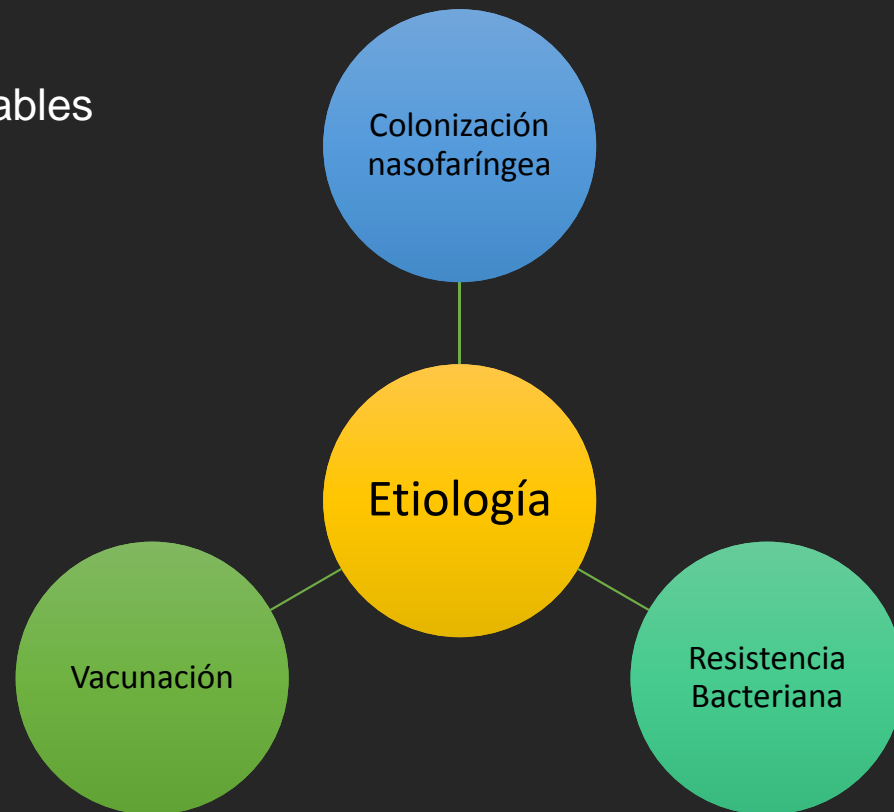 ables
Colonización
nasofaríngea
Etiología
Vacunación
Resistencia
Bacteriana